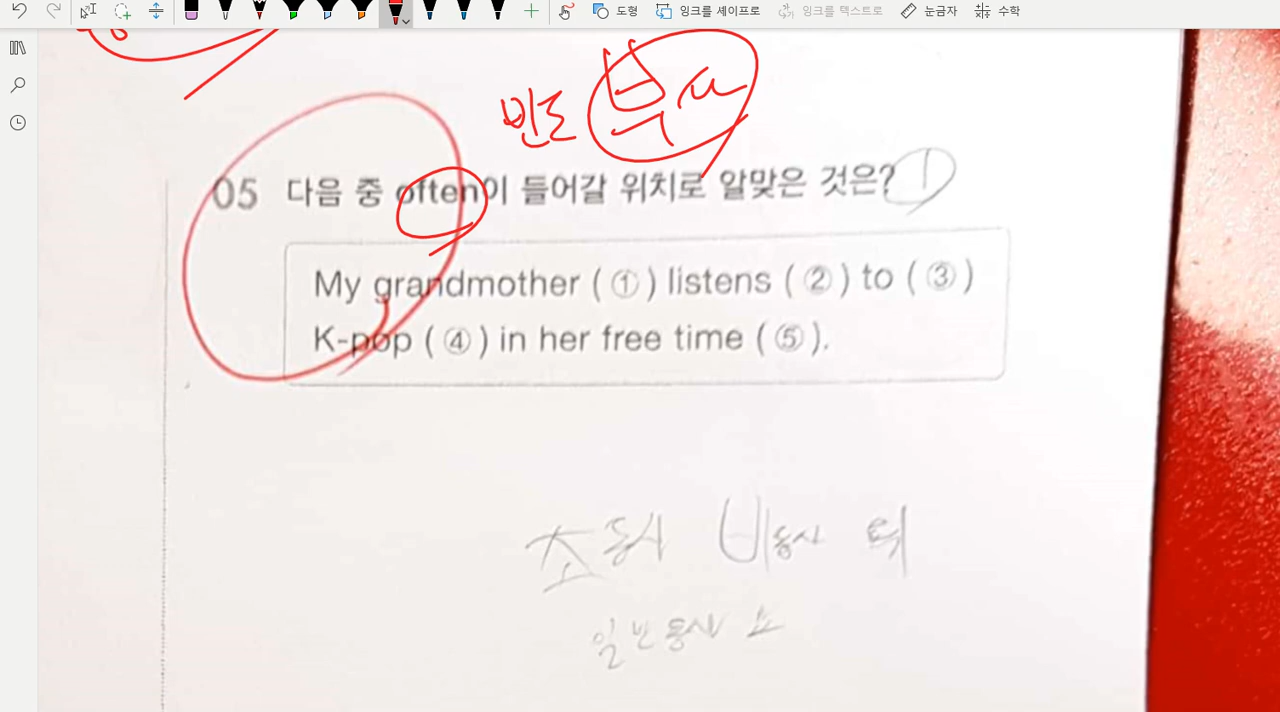 도형 잉크를 셰이프로 잉크를 텍스트로 눈금자 수학
빈도 부사
05 다음 중 often이 들어갈 위치로 알맞은 것은? ①
My grandmother ( ① ) listens ( ② ) to ( ③ )
K-pop ( ④ ) in her free time ( ⑤ ).
조동사 비동사 뒤
일반동사